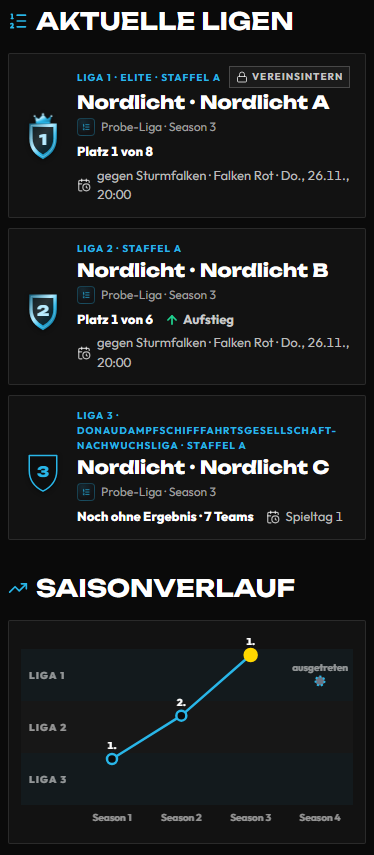 AKTUELLE LIGEN
LIGA 1 · ELITE · STAFFEL A
VEREINSINTERN
1
Nordlicht · Nordlicht A
Probe-Liga · Season 3
Platz 1 von 8
gegen Sturmfalken · Falken Rot · Do., 26.11.,
20:00
LIGA 2 · STAFFEL A
2
Nordlicht · Nordlicht B
Probe-Liga · Season 3
Platz 1 von 6 Aufstieg
gegen Sturmfalken · Falken Rot · Do., 26.11.,
20:00
LIGA 3 ·
DONAUDAMPFSCHIFFFAHRTSGESELLSCHAFT-
NACHWUCHSLIGA · STAFFEL A
3
Nordlicht · Nordlicht C
Probe-Liga · Season 3
Noch ohne Ergebnis · 7 Teams Spieltag 1
SAISONVERLAUF
1.
ausgetreten
LIGA 1
2.
LIGA 2
1.
LIGA 3
Season 1 Season 2 Season 3 Season 4